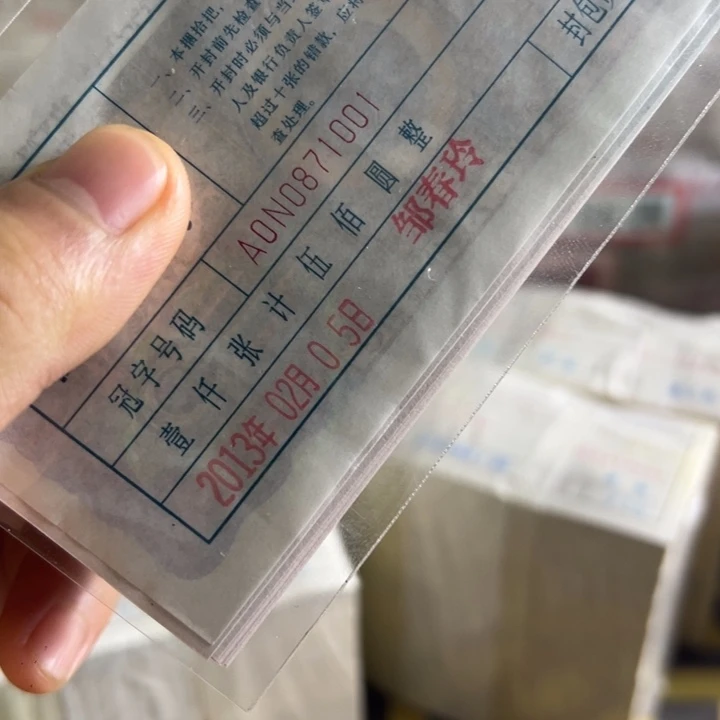 一、本捆拾把,
二、开封前先检查
三、开封时必须与当
人及银行负责人签
超过十张的错款,应
查处理。
冠字号码 A0N0871001
壹仟张计伍佰圆整
封包
2013年 02月 05日 邹春玲